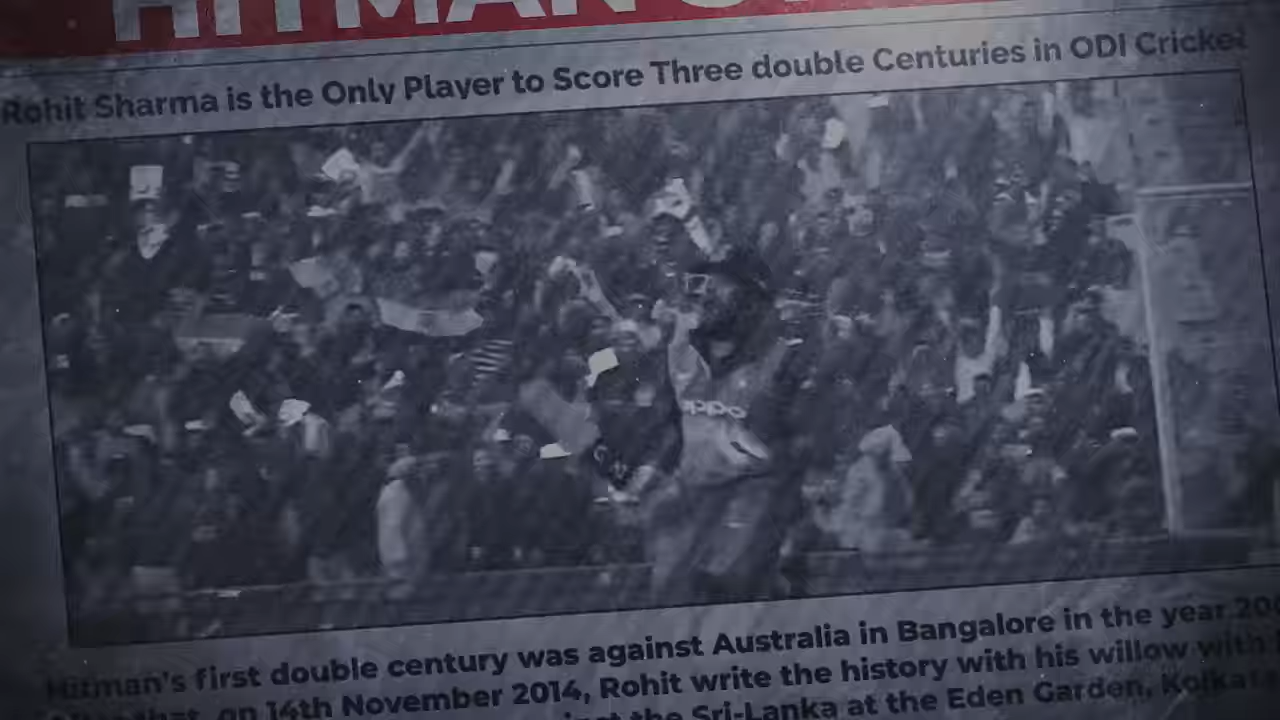 HITMAN'S
Rohit Sharma is the Only Player to Score Three double Centuries in ODI Cricket
OPPO
Hitman's first double century was against Australia in Bangalore in the year 20
on 14th November 2014, Rohit write the history with his willow with
the Sri-Lanka at the Eden Garden, Kolkata